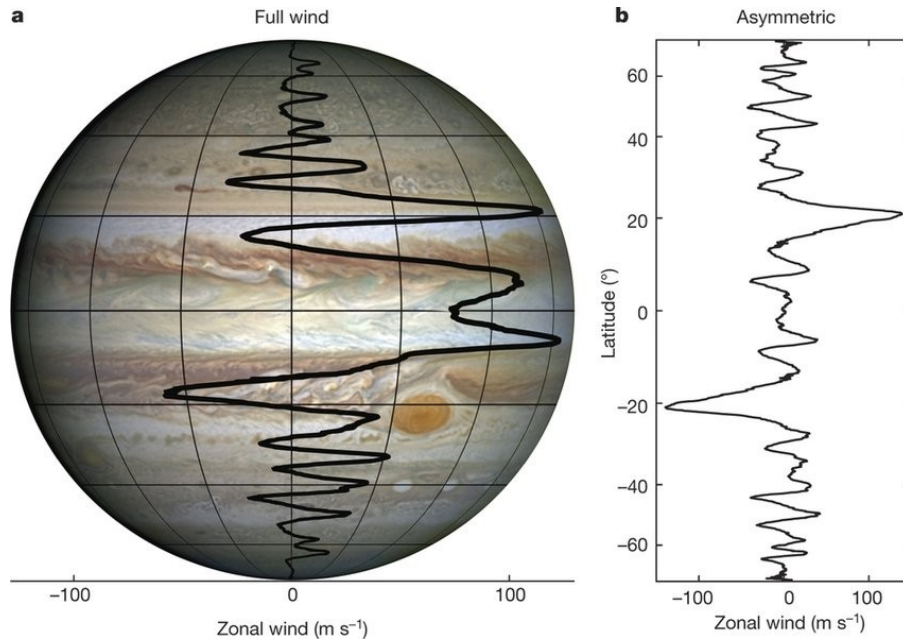 a
Full wind
−100
0
100
Zonal wind (m s⁻¹)
b
Asymmetric
60
40
20
0
−20
−40
−60
Latitude (°)
−100
0
100
Zonal wind (m s⁻¹)